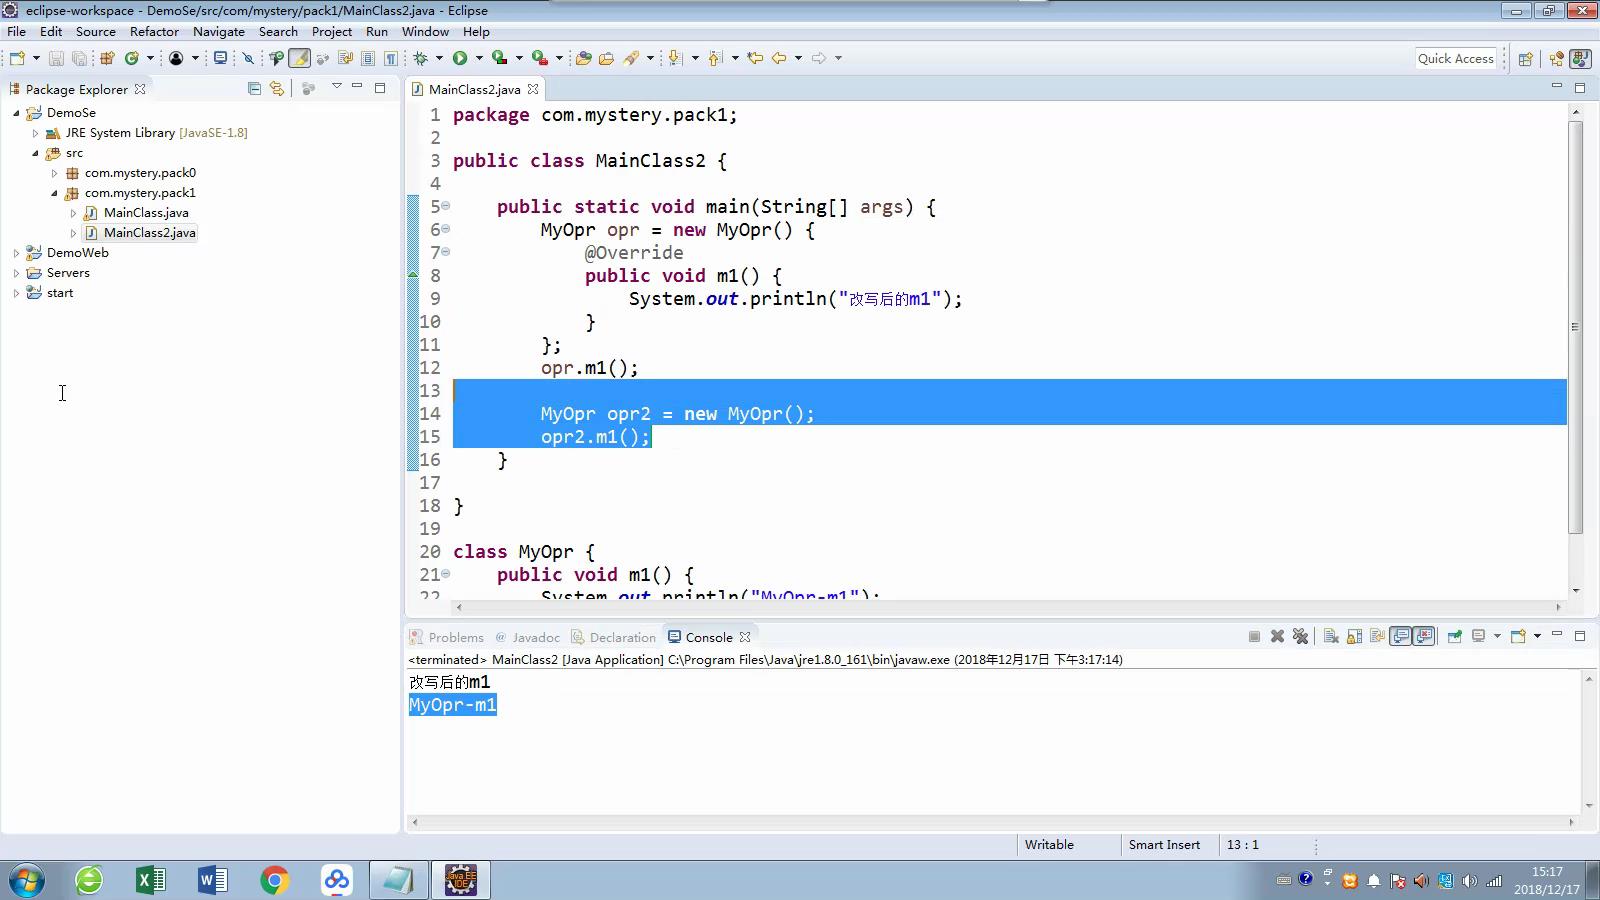 eclipse-workspace - DemoSe/src/com/mystery/pack1/MainClass2.java - Eclipse
File Edit Source Refactor Navigate Search Project Run Window Help
Quick Access
Package Explorer
DemoSe
JRE System Library [JavaSE-1.8]
src
com.mystery.pack0
com.mystery.pack1
MainClass.java
MainClass2.java
DemoWeb
Servers
start
MainClass2.java
1 package com.mystery.pack1;
2
3 public class MainClass2 {
4
5 public static void main(String[] args) {
6 MyOpr opr = new MyOpr() {
7 @Override
8 public void m1() {
9 System.out.println("改写后的m1");
10 }
11 };
12 opr.m1();
13
14 MyOpr opr2 = new MyOpr();
15 opr2.m1();
16 }
17
18 }
19
20 class MyOpr {
21 public void m1() {
22 System.out.println("MyOpr-m1");
Problems @ Javadoc Declaration Console
<terminated> MainClass2 [Java Application] C:\Program Files\Java\jre1.8.0_161\bin\javaw.exe (2018年12月17日 下午3:17:14)
改写后的m1
MyOpr-m1
Writable Smart Insert 13 : 1
Java EE
IDE
15:17
2018/12/17